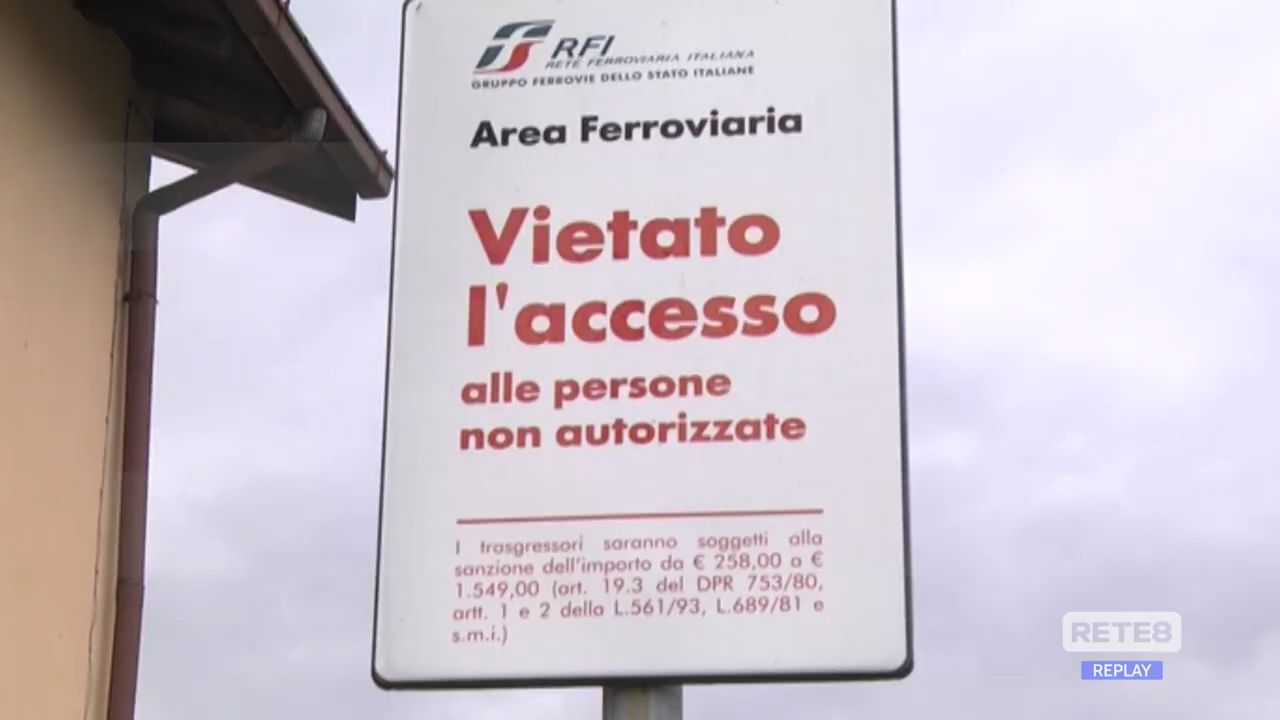 RFI
RETE FERROVIARIA ITALIANA
GRUPPO FERROVIE DELLO STATO ITALIANE
Area Ferroviaria
Vietato
l'accesso
alle persone
non autorizzate
I trasgressori saranno soggetti alla
sanzione dell'importo da € 258,00 a €
1.549,00 (art. 19.3 del DPR 753/80,
artt. 1 e 2 della L.561/93, L.689/81 e
s.m.i.)
RETE8
REPLAY